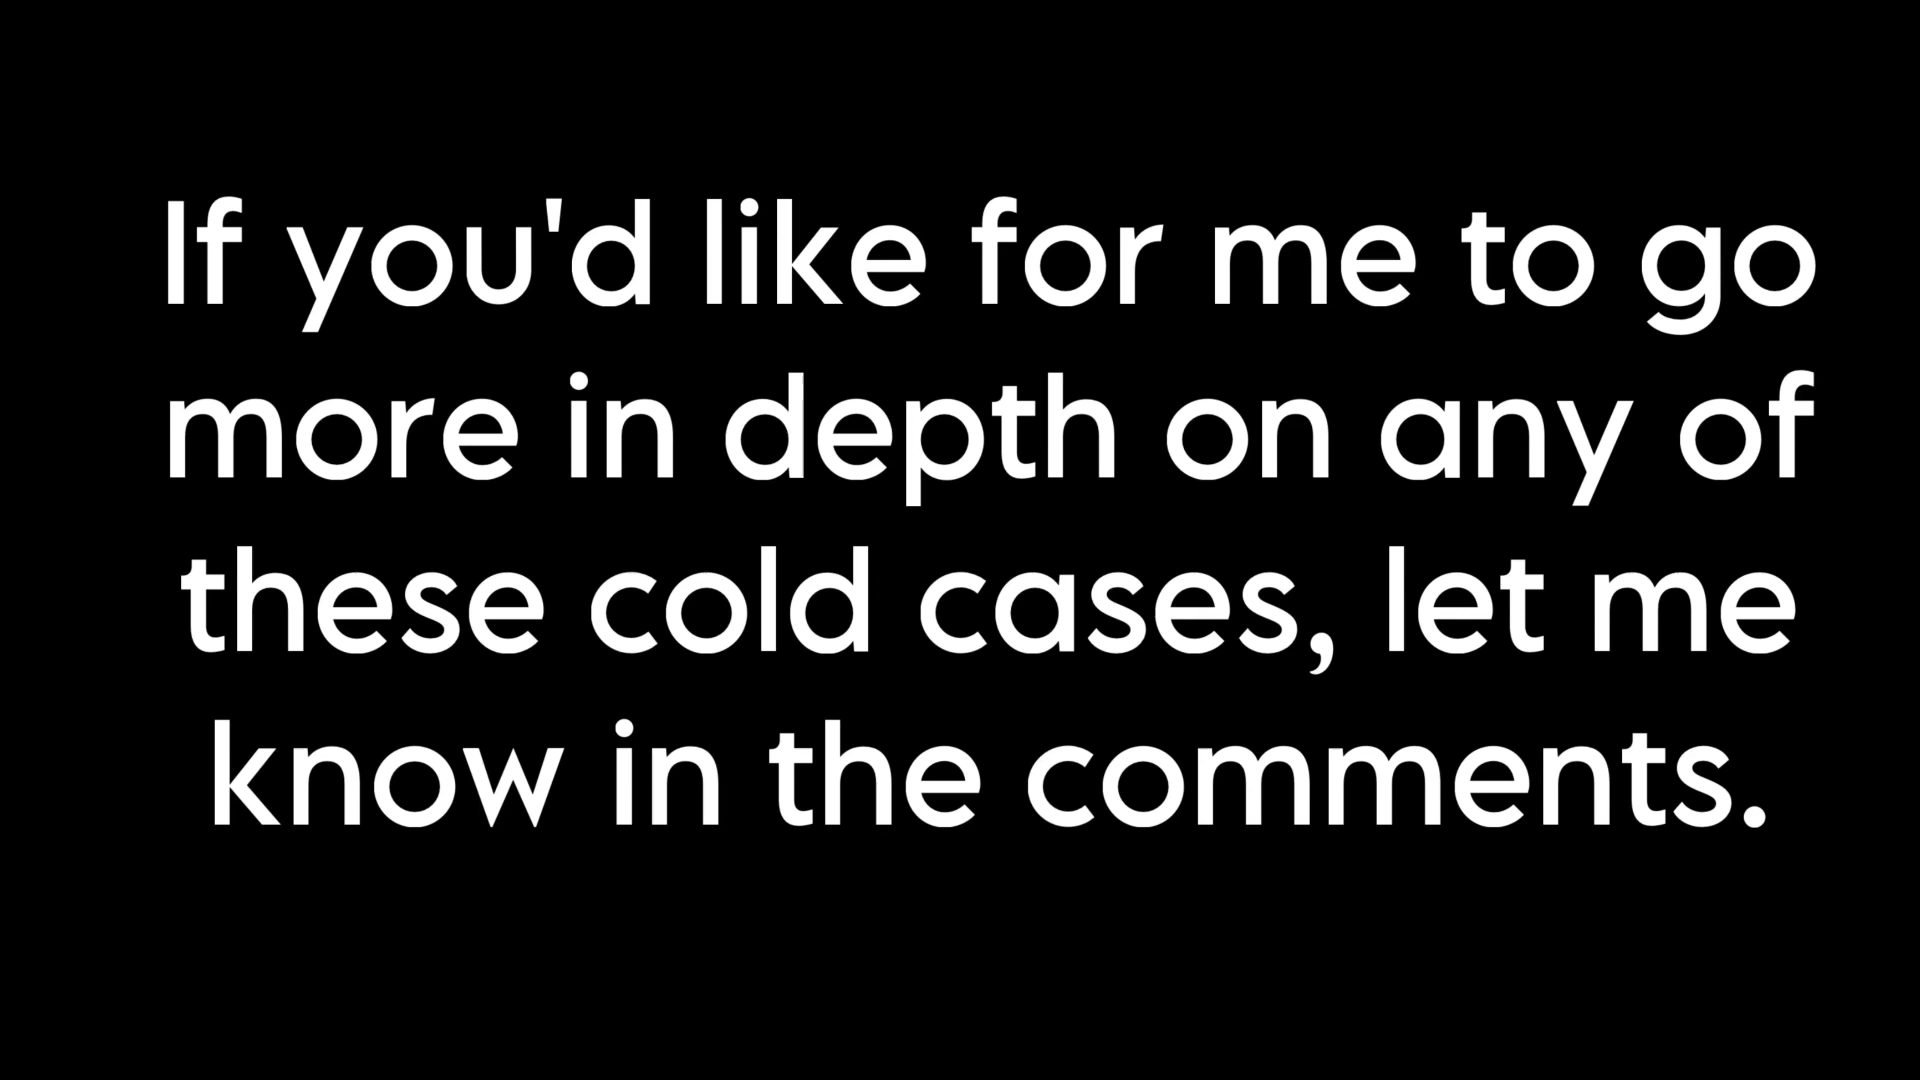 If you'd like for me to go
more in depth on any of
these cold cases, let me
know in the comments.